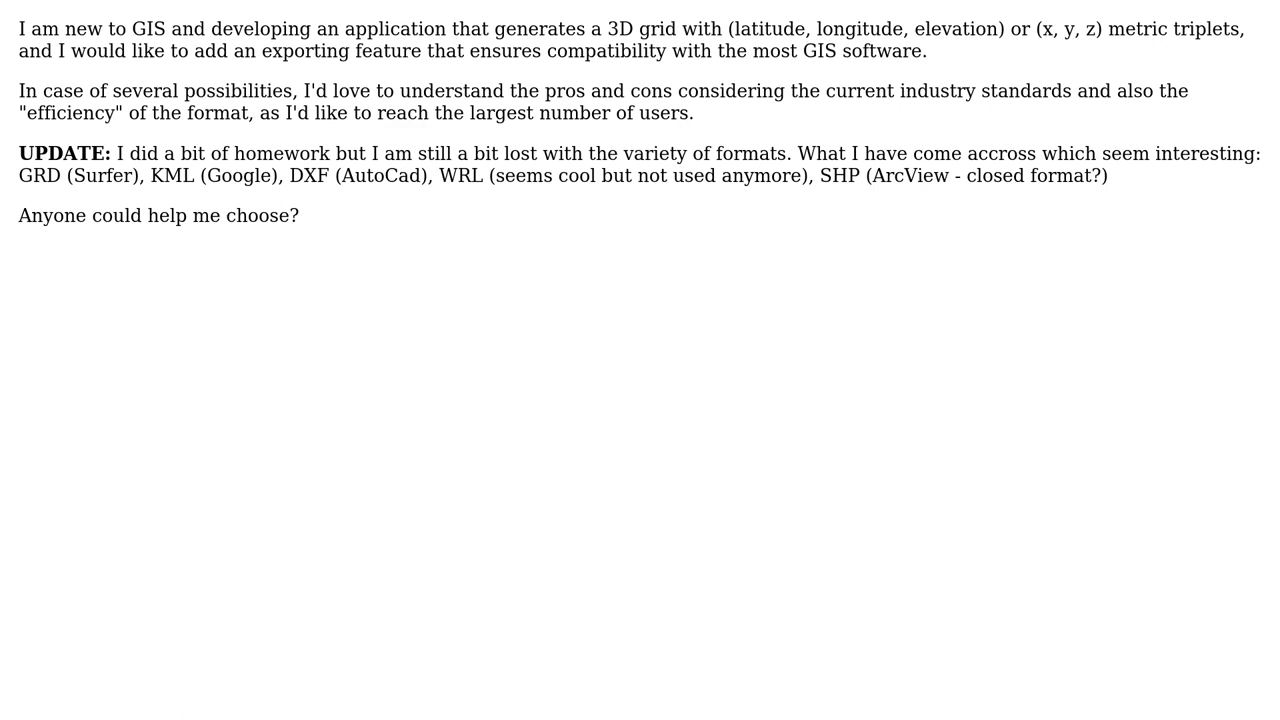 I am new to GIS and developing an application that generates a 3D grid with (latitude, longitude, elevation) or (x, y, z) metric triplets,
and I would like to add an exporting feature that ensures compatibility with the most GIS software.
In case of several possibilities, I'd love to understand the pros and cons considering the current industry standards and also the
"efficiency" of the format, as I'd like to reach the largest number of users.
UPDATE: I did a bit of homework but I am still a bit lost with the variety of formats. What I have come accross which seem interesting:
GRD (Surfer), KML (Google), DXF (AutoCad), WRL (seems cool but not used anymore), SHP (ArcView - closed format?)
Anyone could help me choose?